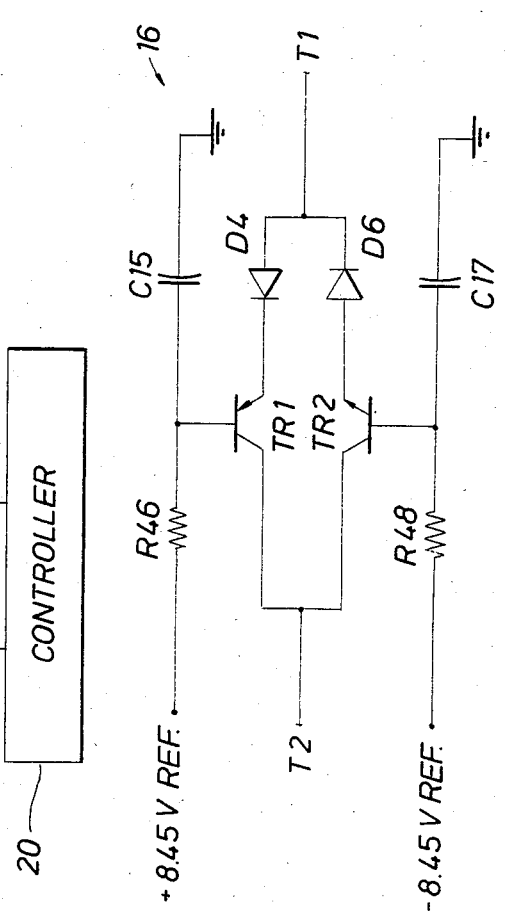 16
T1
C15
D4
D6
C17
TR1
TR2
R46
R48
CONTROLLER
20
T2
+8.45 V REF.
-8.45 V REF.